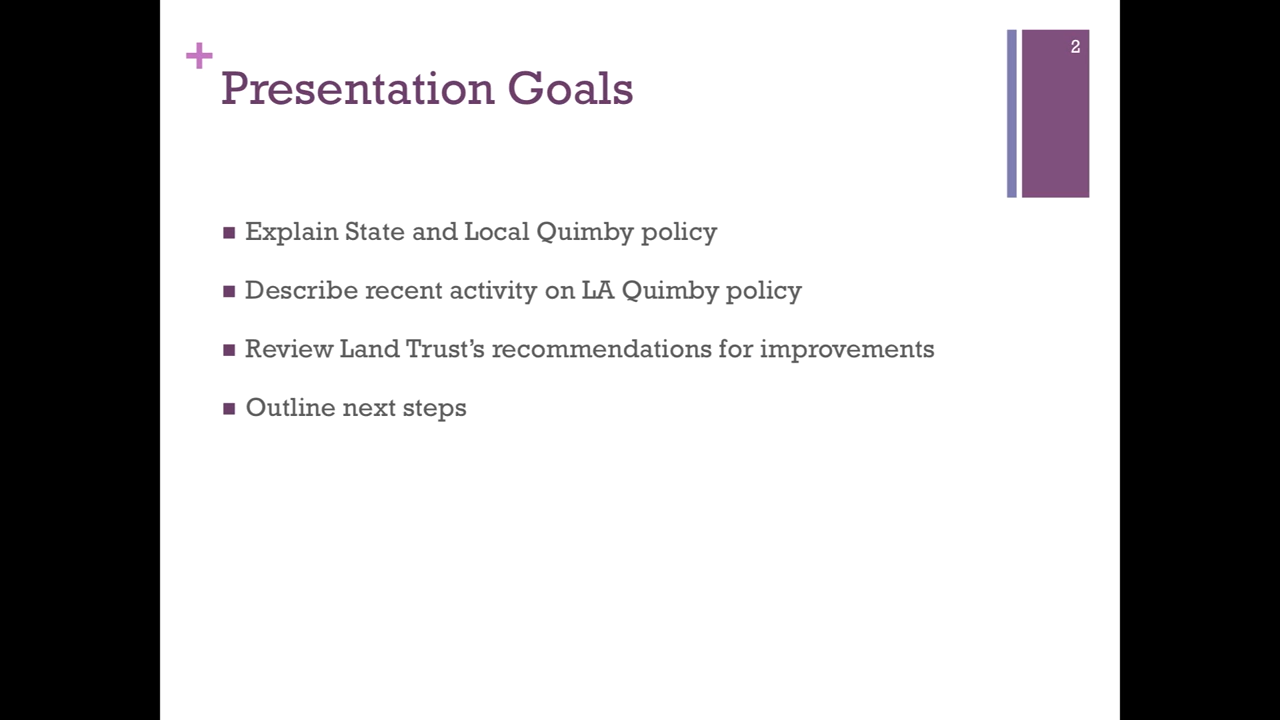 2
+
Presentation Goals
■ Explain State and Local Quimby policy
■ Describe recent activity on LA Quimby policy
■ Review Land Trust’s recommendations for improvements
■ Outline next steps